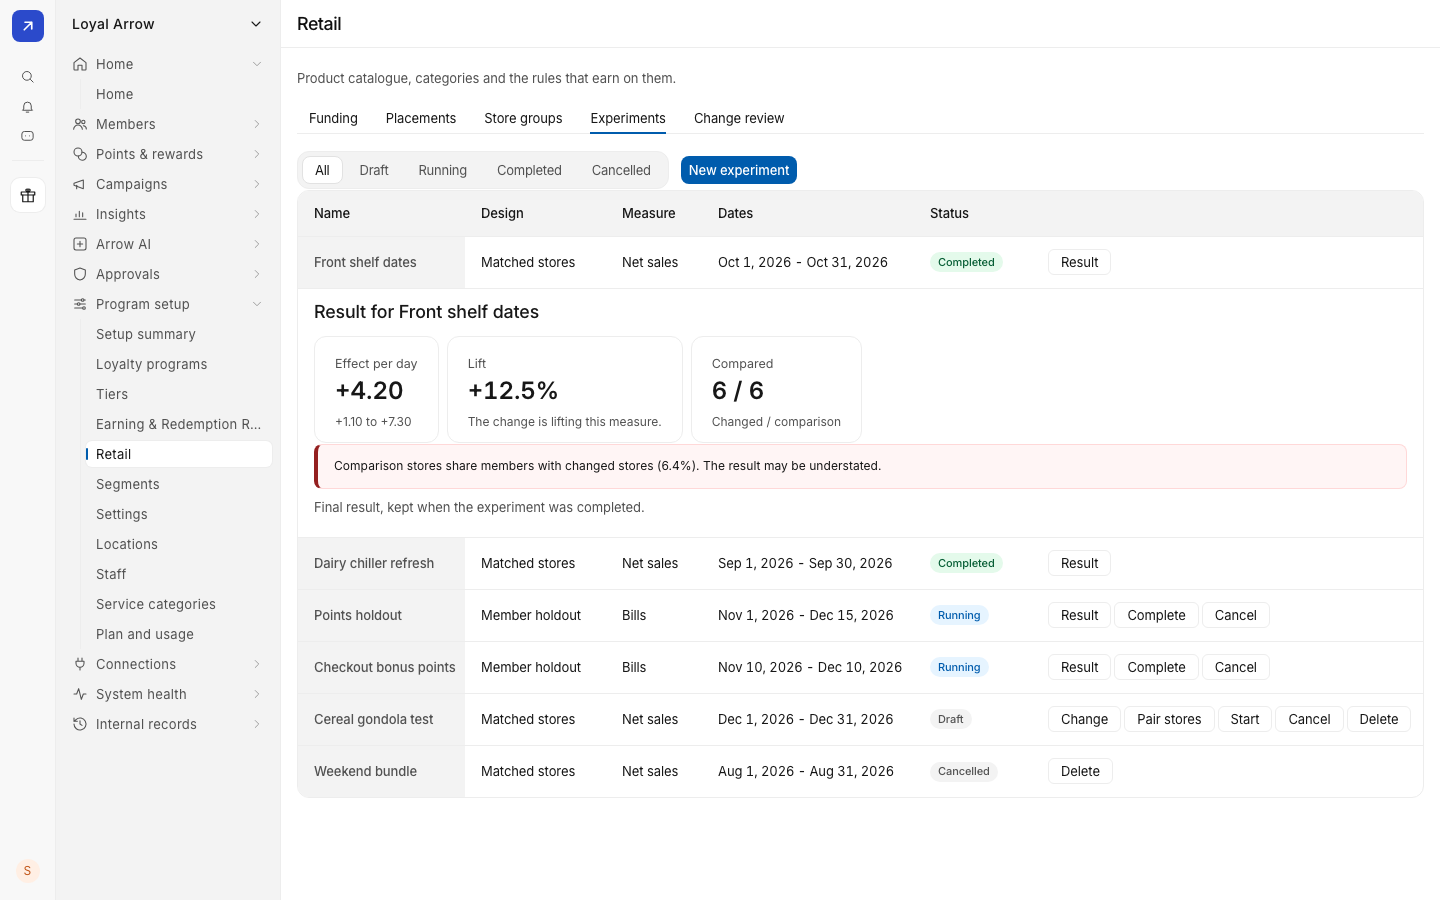 Loyal Arrow
Home
Home
Members
Points & rewards
Campaigns
Insights
Arrow AI
Approvals
Program setup
Setup summary
Loyalty programs
Tiers
Earning & Redemption R...
Retail
Segments
Settings
Locations
Staff
Service categories
Plan and usage
Connections
System health
Internal records
S
Retail
Product catalogue, categories and the rules that earn on them.
Funding Placements Store groups Experiments Change review
All Draft Running Completed Cancelled New experiment
Name Design Measure Dates Status
Front shelf dates Matched stores Net sales Oct 1, 2026 - Oct 31, 2026 Completed Result
Result for Front shelf dates
Effect per day Lift Compared
+4.20 +12.5% 6 / 6
+1.10 to +7.30 The change is lifting this measure. Changed / comparison
Comparison stores share members with changed stores (6.4%). The result may be understated.
Final result, kept when the experiment was completed.
Dairy chiller refresh Matched stores Net sales Sep 1, 2026 - Sep 30, 2026 Completed Result
Points holdout Member holdout Bills Nov 1, 2026 - Dec 15, 2026 Running Result Complete Cancel
Checkout bonus points Member holdout Bills Nov 10, 2026 - Dec 10, 2026 Running Result Complete Cancel
Cereal gondola test Matched stores Net sales Dec 1, 2026 - Dec 31, 2026 Draft Change Pair stores Start Cancel Delete
Weekend bundle Matched stores Net sales Aug 1, 2026 - Aug 31, 2026 Cancelled Delete